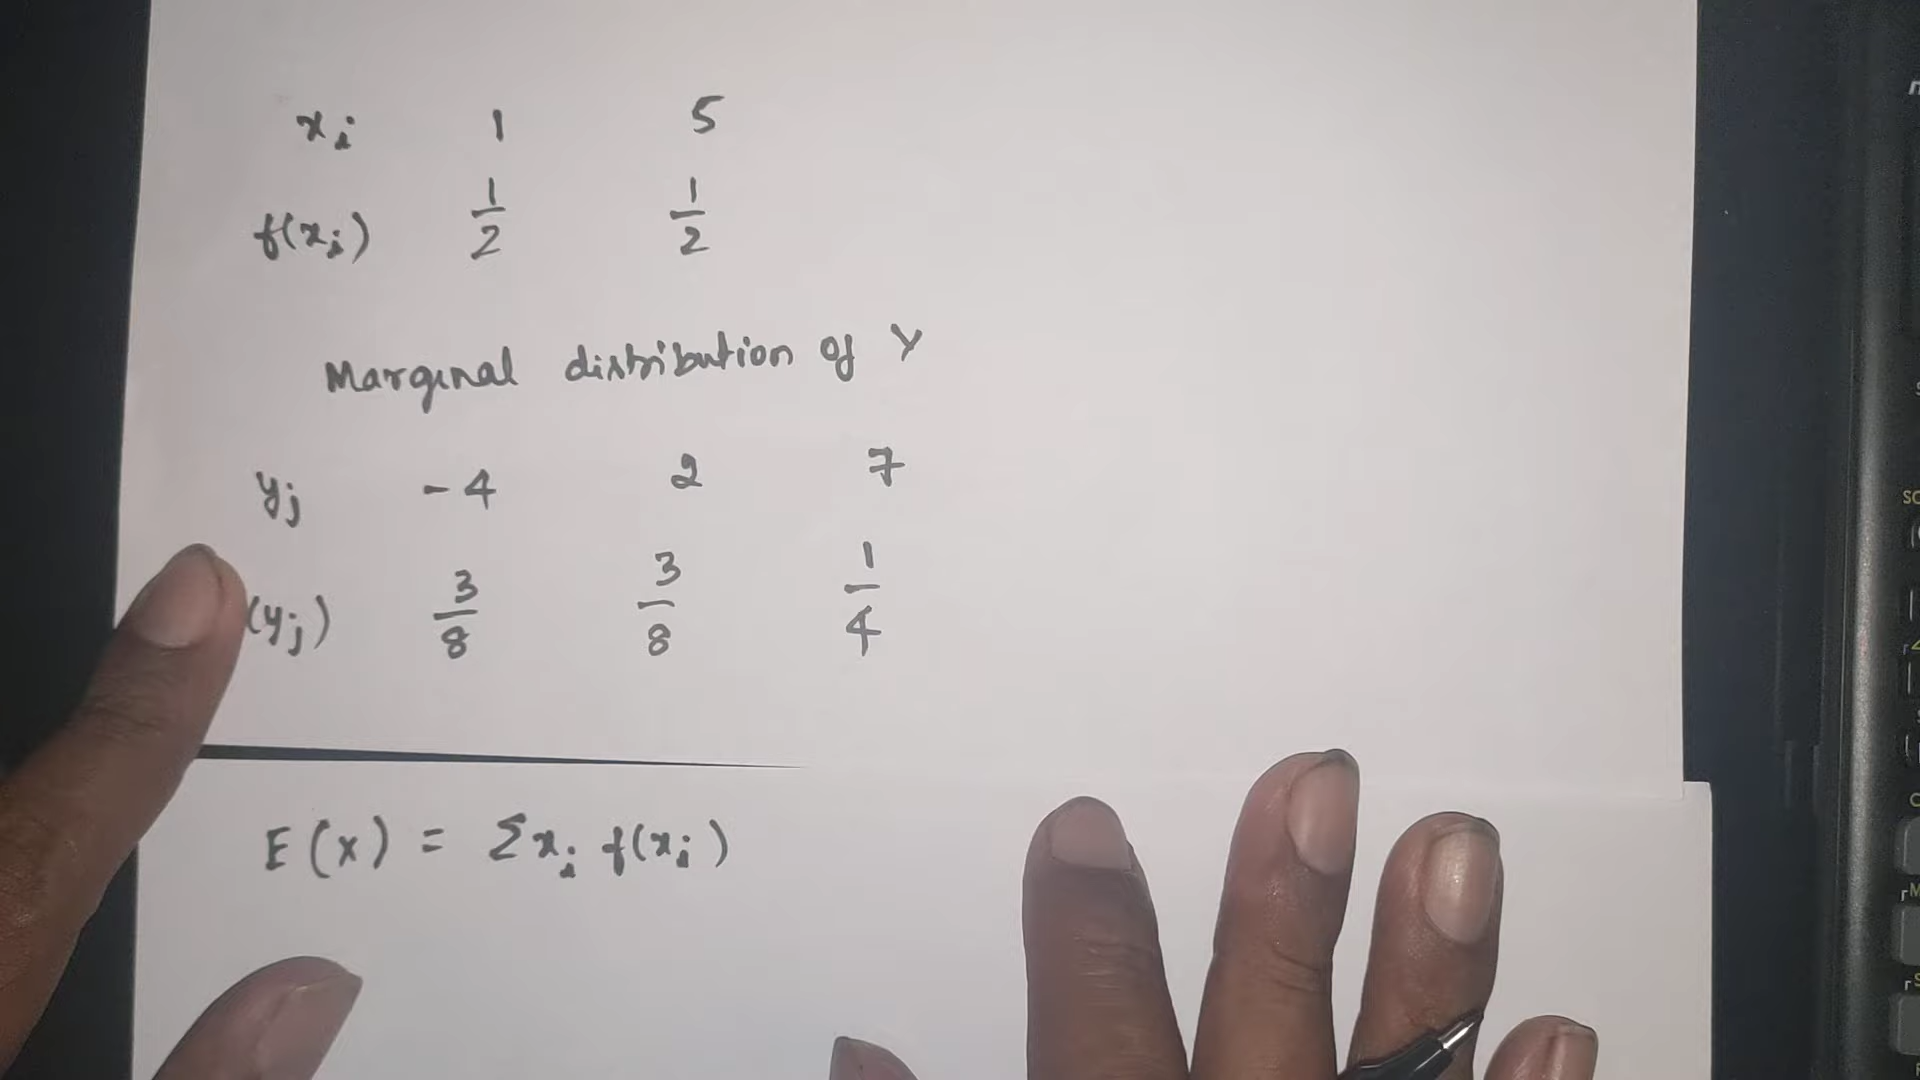 xi 1 5
f(xi) 1/2 1/2
Marginal distribution of Y
yj -4 2 7
(yj) 3/8 3/8 1/4
E(x) = Σxi f(xi)